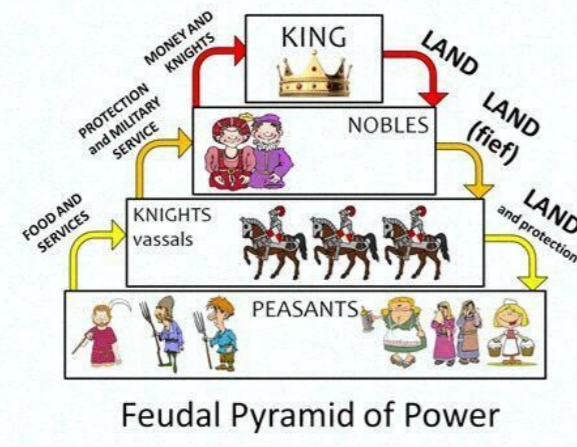 MONEY AND
KNIGHTS
KING
LAND
PROTECTION
and MILITARY
SERVICE
NOBLES
LAND
(fief)
FOOD AND
SERVICES
KNIGHTS
vassals
LAND
and protection
PEASANTS
Feudal Pyramid of Power